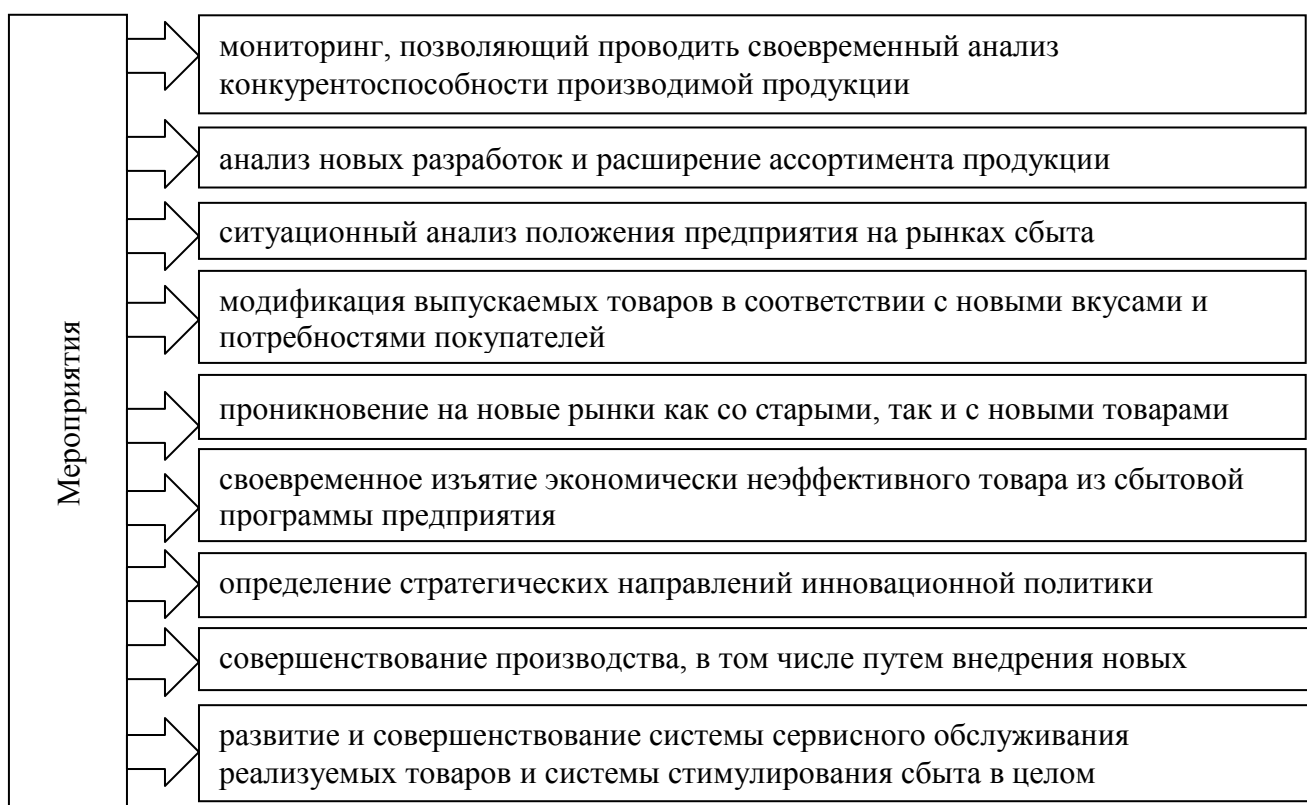 Мероприятия
мониторинг, позволяющий проводить своевременный анализ
конкурентоспособности производимой продукции
анализ новых разработок и расширение ассортимента продукции
ситуационный анализ положения предприятия на рынках сбыта
модификация выпускаемых товаров в соответствии с новыми вкусами и
потребностями покупателей
проникновение на новые рынки как со старыми, так и с новыми товарами
своевременное изъятие экономически неэффективного товара из сбытовой
программы предприятия
определение стратегических направлений инновационной политики
совершенствование производства, в том числе путем внедрения новых
развитие и совершенствование системы сервисного обслуживания
реализуемых товаров и системы стимулирования сбыта в целом